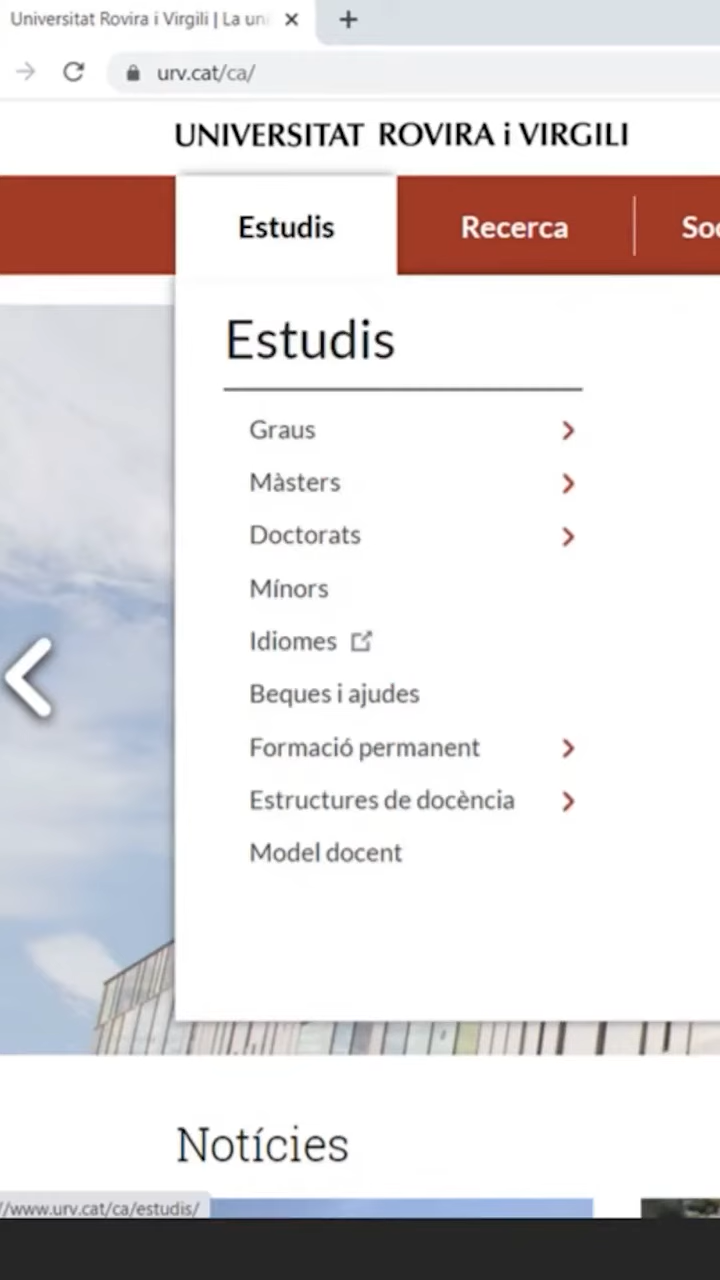 Universitat Rovira i Virgili | La un
urv.cat/ca/
UNIVERSITAT ROVIRA i VIRGILI
Estudis
Recerca
Estudis
Graus
Màsters
Doctorats
Mínors
Idiomes
Beques i ajudes
Formació permanent
Estructures de docència
Model docent
Notícies
//www.urv.cat/ca/estudis/